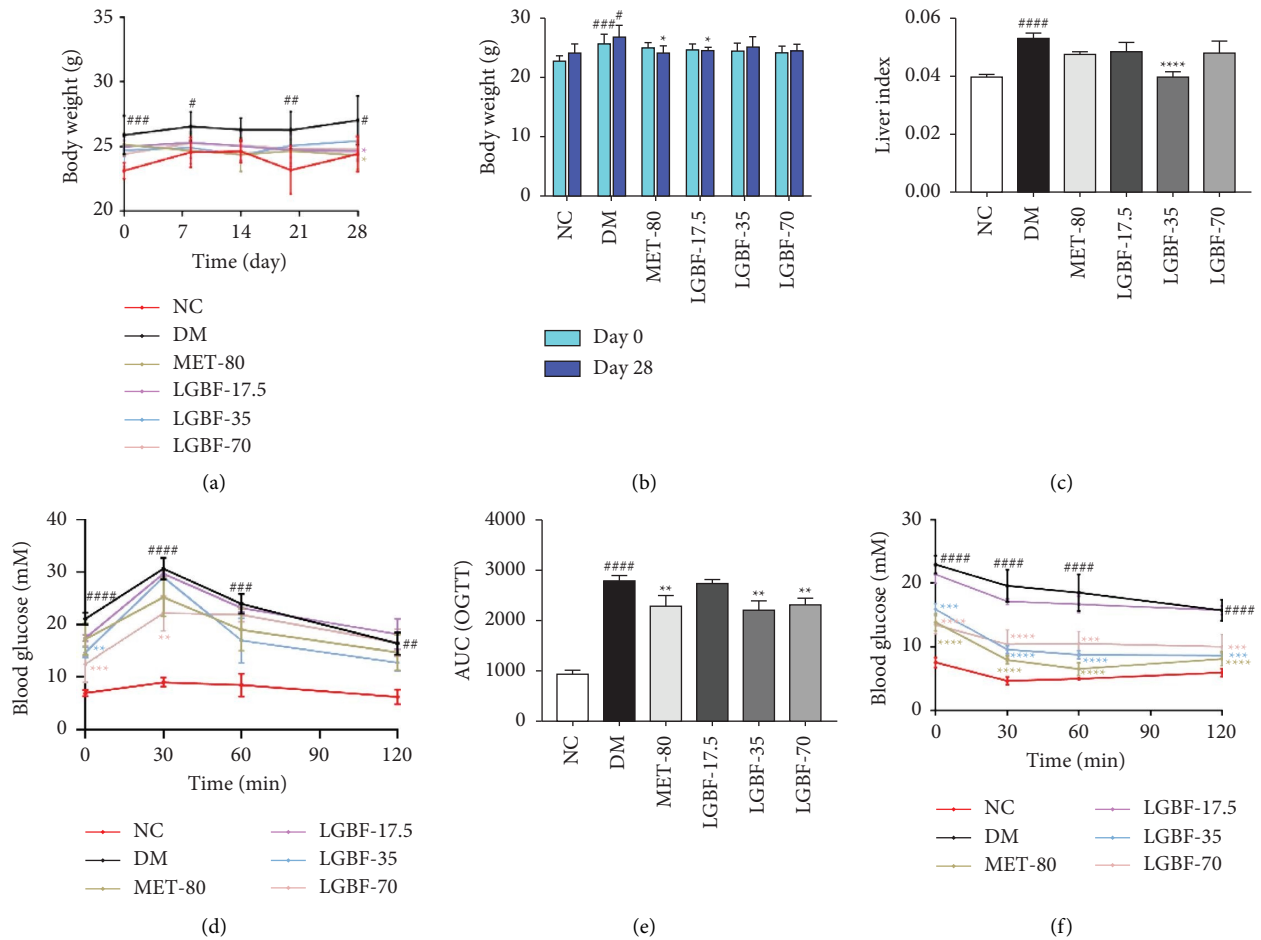 35
30
25
20
Body weight (g)
###
#
##
#
*
*
0 7 14 21 28
Time (day)
NC
DM
MET-80
LGBF-17.5
LGBF-35
LGBF-70
(a)
30
20
10
0
Body weight (g)
###
#
*
*
NC
DM
MET-80
LGBF-17.5
LGBF-35
LGBF-70
Day 0
Day 28
(b)
0.06
0.04
0.02
0.00
Liver index
####
****
NC
DM
MET-80
LGBF-17.5
LGBF-35
LGBF-70
(c)
40
30
20
10
0
Blood glucose (mM)
####
####
###
##
**
***
**
0 30 60 90 120
Time (min)
NC
DM
MET-80
LGBF-17.5
LGBF-35
LGBF-70
(d)
4000
3000
2000
1000
0
AUC (OGTT)
####
**
**
**
NC
DM
MET-80
LGBF-17.5
LGBF-35
LGBF-70
(e)
30
20
10
0
Blood glucose (mM)
####
####
####
####
***
****
****
****
****
****
***
****
****
***
***
****
0 30 60 90 120
Time (min)
NC
DM
MET-80
LGBF-17.5
LGBF-35
LGBF-70
(f)